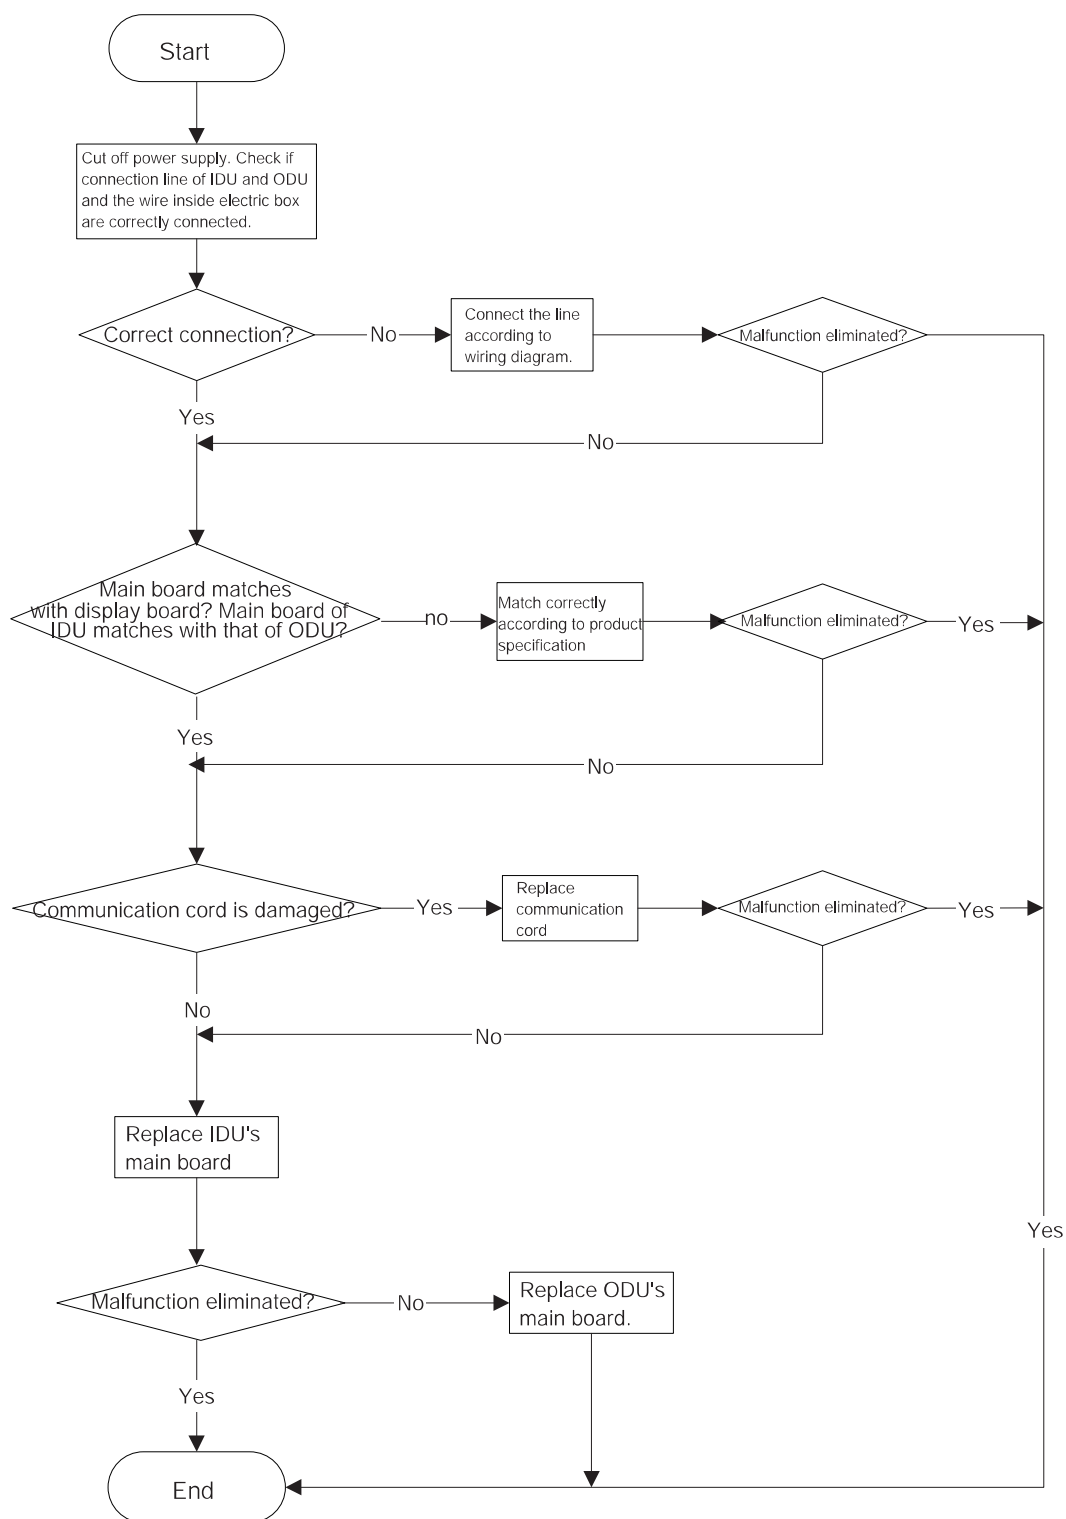 Start
Cut off power supply. Check if
connection line of IDU and ODU
and the wire inside electric box
are correctly connected.
Correct connection?
No
Connect the line
according to
wiring diagram.
Malfunction eliminated?
Yes
No
Main board matches
with display board? Main board of
IDU matches with that of ODU?
no
Match correctly
according to product
specification
Malfunction eliminated?
Yes
Yes
No
Communication cord is damaged?
Yes
Replace
communication
cord
Malfunction eliminated?
Yes
No
No
Replace IDU's
main board
Yes
Malfunction eliminated?
No
Replace ODU's
main board.
Yes
End